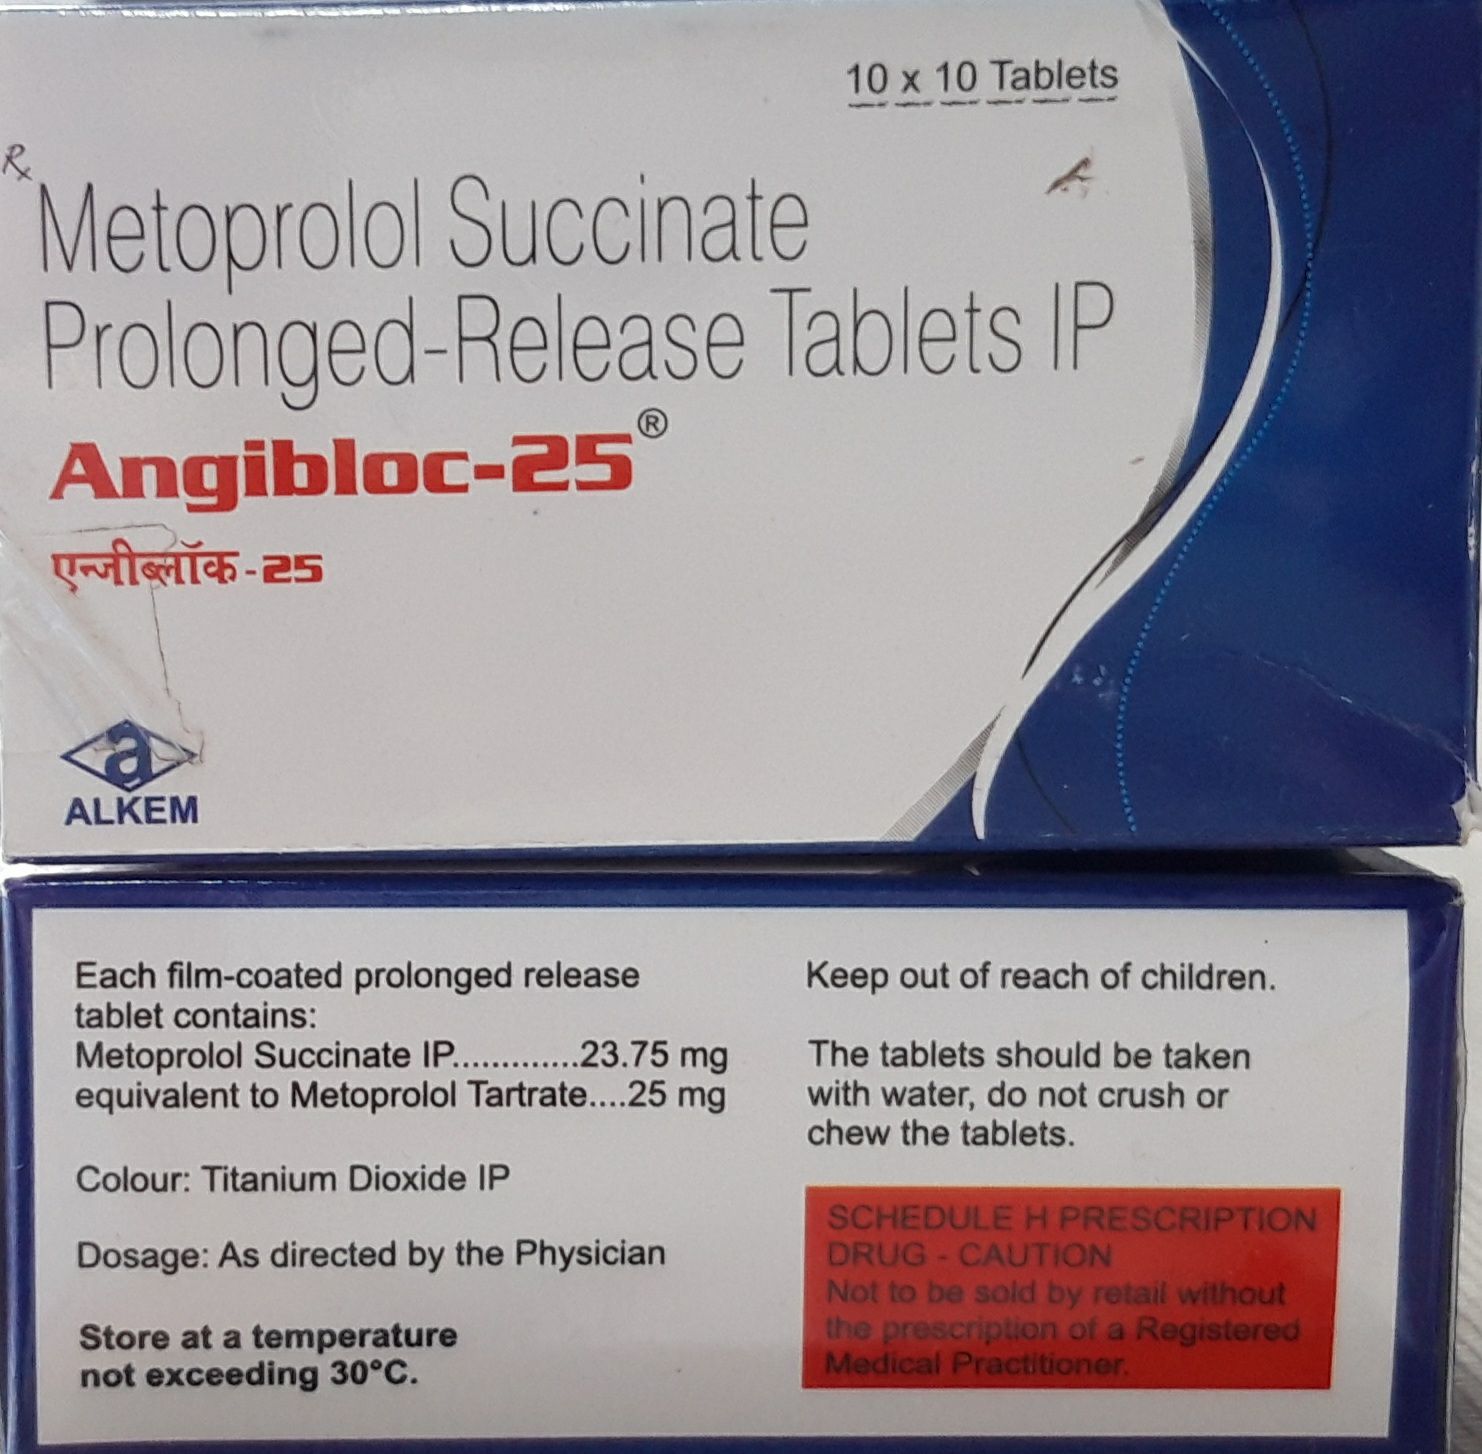 10 x 10 Tablets
Rx
Metoprolol Succinate
Prolonged-Release Tablets IP
Angibloc-25®
एन्जीब्लॉक-25
a
ALKEM
Each film-coated prolonged release
tablet contains:
Metoprolol Succinate IP.............23.75 mg
equivalent to Metoprolol Tartrate....25 mg
Colour: Titanium Dioxide IP
Dosage: As directed by the Physician
Store at a temperature
not exceeding 30°C.
Keep out of reach of children.
The tablets should be taken
with water, do not crush or
chew the tablets.
SCHEDULE H PRESCRIPTION
DRUG - CAUTION
Not to be sold by retail without
the prescription of a Registered
Medical Practitioner.